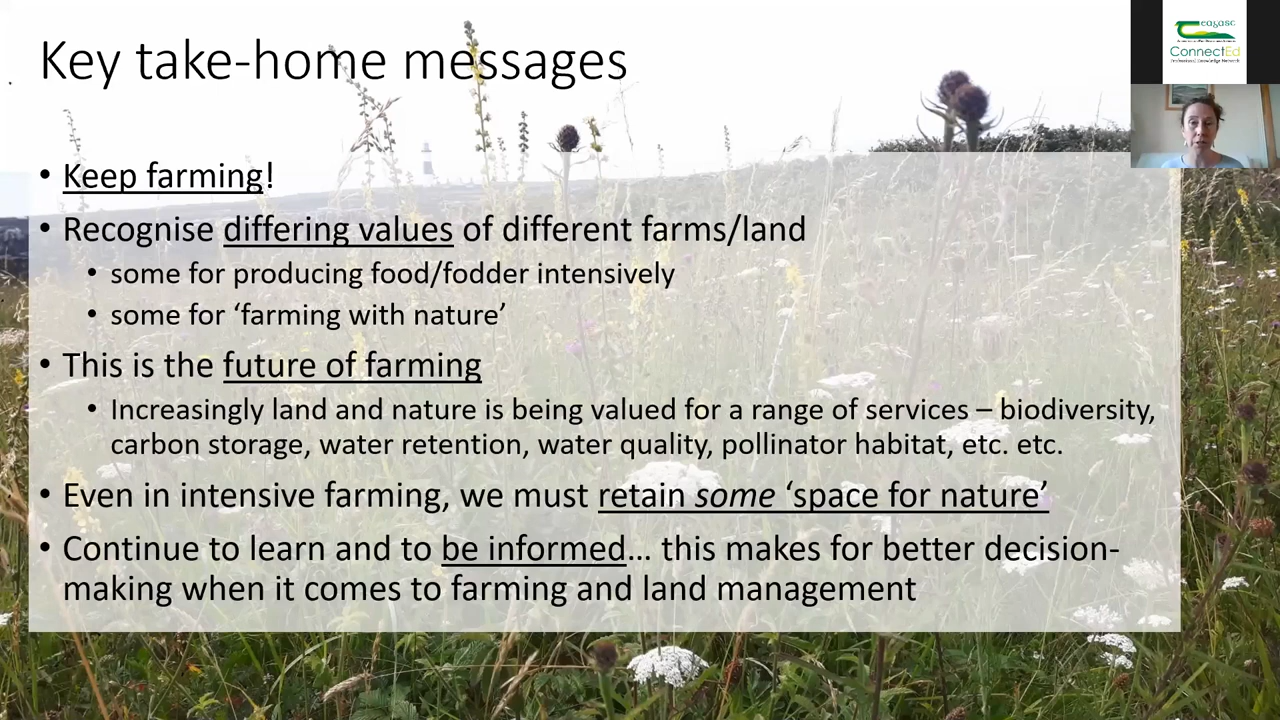 Key take-home messages
• Keep farming!
• Recognise differing values of different farms/land
• some for producing food/fodder intensively
• some for ‘farming with nature’
• This is the future of farming
• Increasingly land and nature is being valued for a range of services – biodiversity,
carbon storage, water retention, water quality, pollinator habitat, etc. etc.
• Even in intensive farming, we must retain some ‘space for nature’
• Continue to learn and to be informed… this makes for better decision-
making when it comes to farming and land management
eagasc
ConnectEd